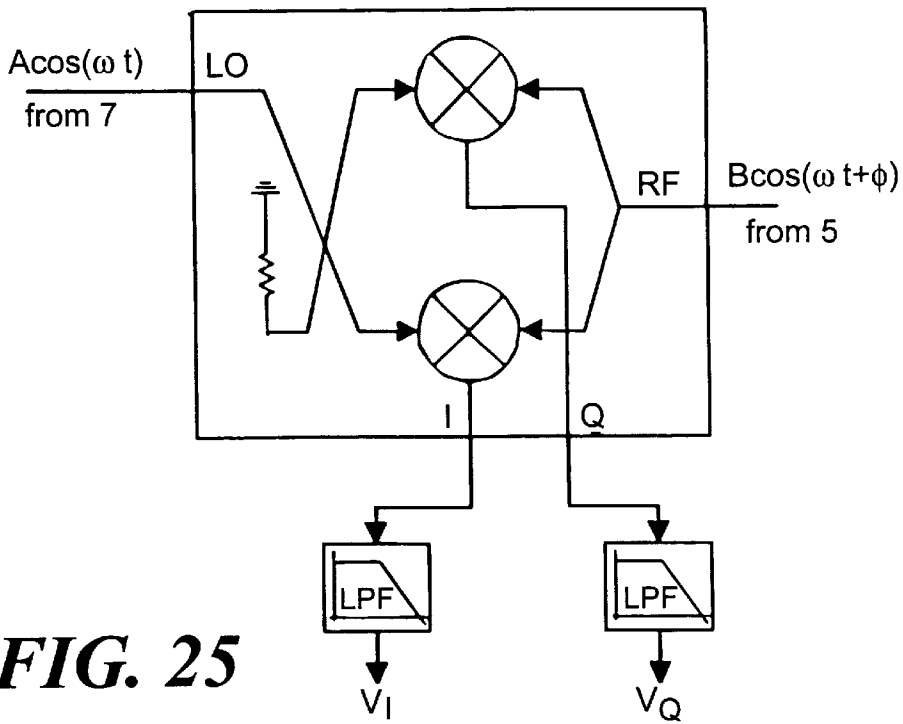 Acos(ω t)
LO
from 7
RF
Bcos(ω t+ϕ)
from 5
I
Q
LPF
LPF
FIG. 25
VI
VQ